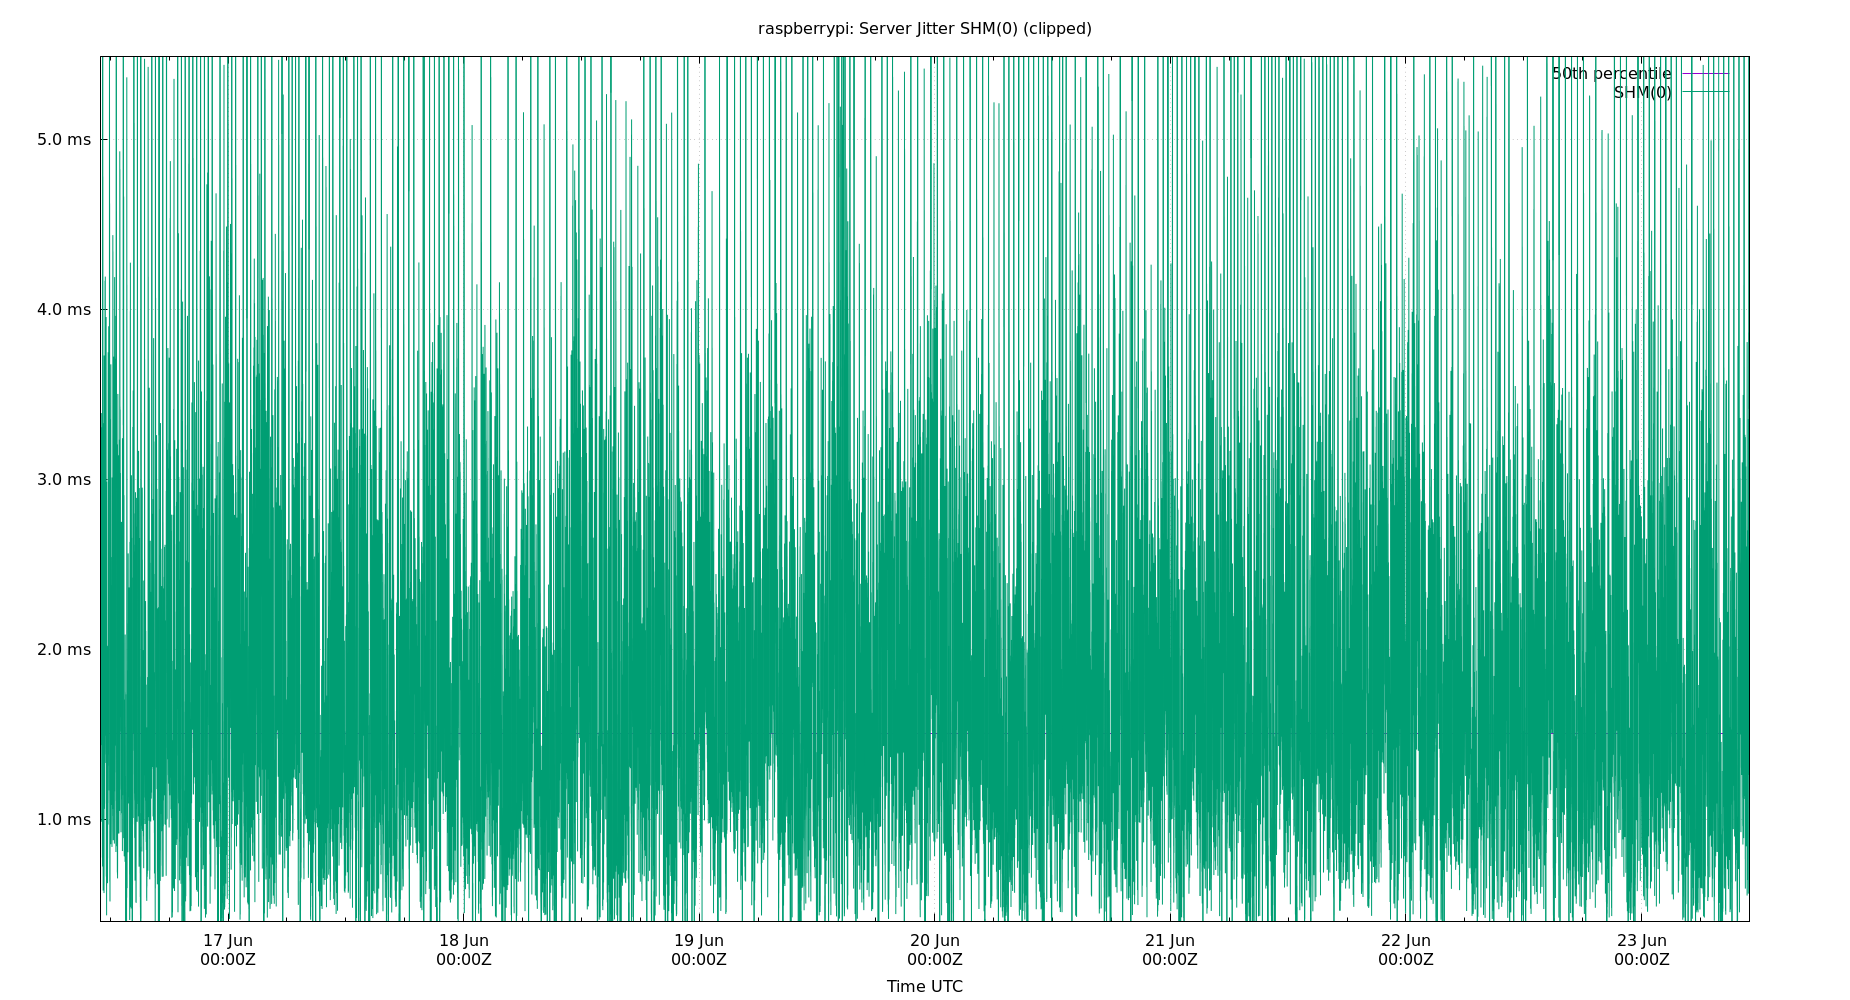 raspberrypi: Server Jitter SHM(0) (clipped)
50th percentile
SHM(0)
5.0 ms
4.0 ms
3.0 ms
2.0 ms
1.0 ms
17 Jun 18 Jun 19 Jun 20 Jun 21 Jun 22 Jun 23 Jun
00:00Z 00:00Z 00:00Z 00:00Z 00:00Z 00:00Z 00:00Z
Time UTC